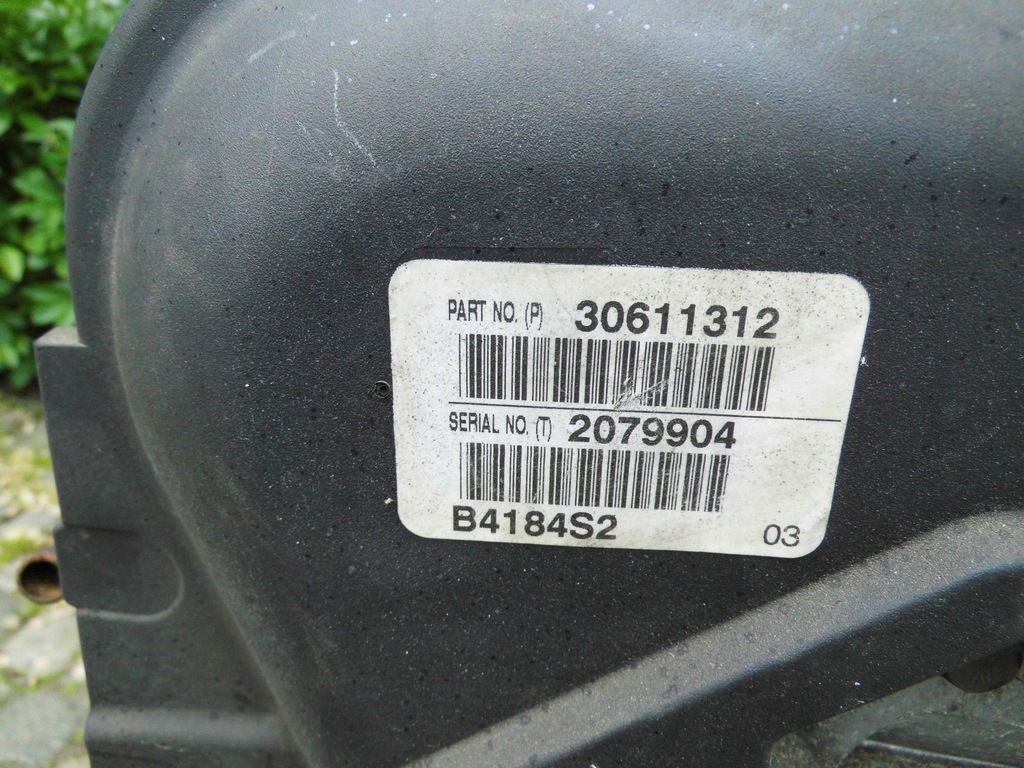 PART NO. (P) 30611312
SERIAL NO. (T) 2079904
B4184S2 03